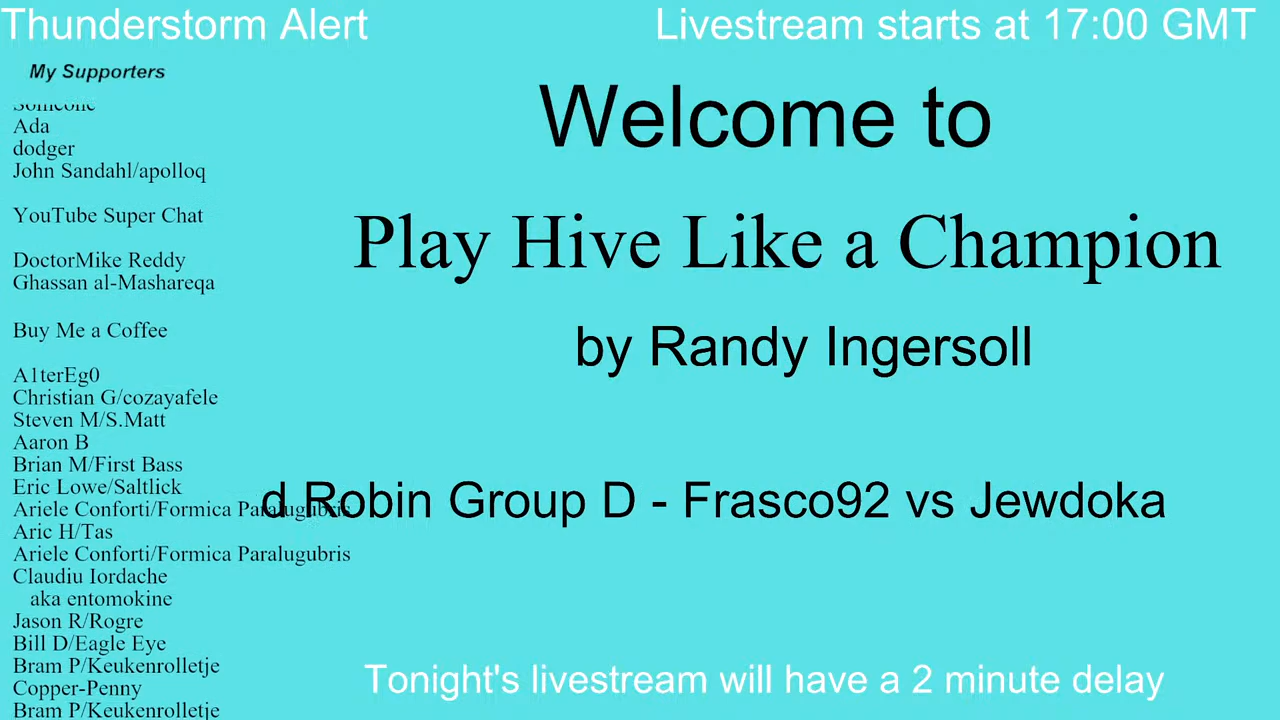 Thunderstorm Alert
Livestream starts at 17:00 GMT
My Supporters
Someone
Ada
dodger
John Sandahl/apolloq
YouTube Super Chat
DoctorMike Reddy
Ghassan al-Mashareqa
Buy Me a Coffee
A1terEg0
Christian G/cozayafele
Steven M/S.Matt
Aaron B
Brian M/First Bass
Eric Lowe/Saltlick
Ariele Conforti/Formica Paralugubris
Aric H/Tas
Ariele Conforti/Formica Paralugubris
Claudiu Iordache
aka entomokine
Jason R/Rogre
Bill D/Eagle Eye
Bram P/Keukenrolletje
Copper-Penny
Bram P/Keukenrolletje
Welcome to
Play Hive Like a Champion
by Randy Ingersoll
d Robin Group D - Frasco92 vs Jewdoka
Tonight's livestream will have a 2 minute delay